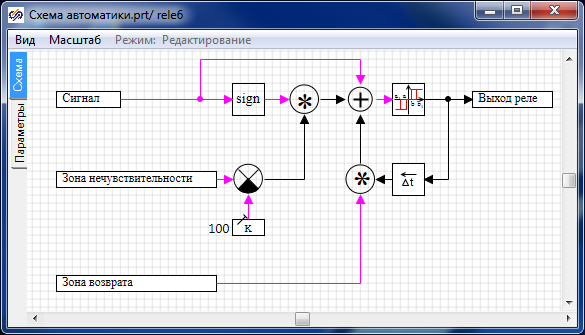 Схема автоматики.prt/ rele6
Вид Масштаб Режим: Редактирование
Схема
Параметры
Сигнал
sign
*
+
Выход реле
Зона нечувствительности
*
Δt
100
к
Зона возврата